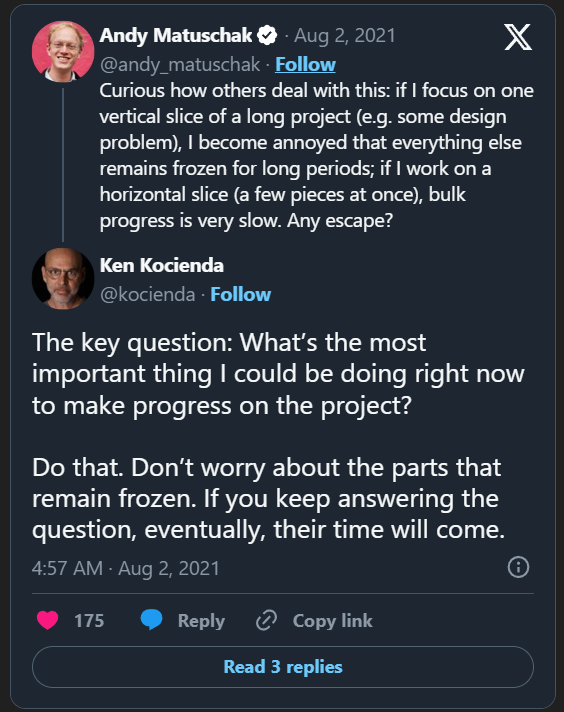 Andy Matuschak · Aug 2, 2021
@andy_matuschak · Follow
Curious how others deal with this: if I focus on one
vertical slice of a long project (e.g. some design
problem), I become annoyed that everything else
remains frozen for long periods; if I work on a
horizontal slice (a few pieces at once), bulk
progress is very slow. Any escape?
Ken Kocienda
@kocienda · Follow
The key question: What’s the most
important thing I could be doing right now
to make progress on the project?
Do that. Don’t worry about the parts that
remain frozen. If you keep answering the
question, eventually, their time will come.
4:57 AM · Aug 2, 2021
175 Reply Copy link
Read 3 replies